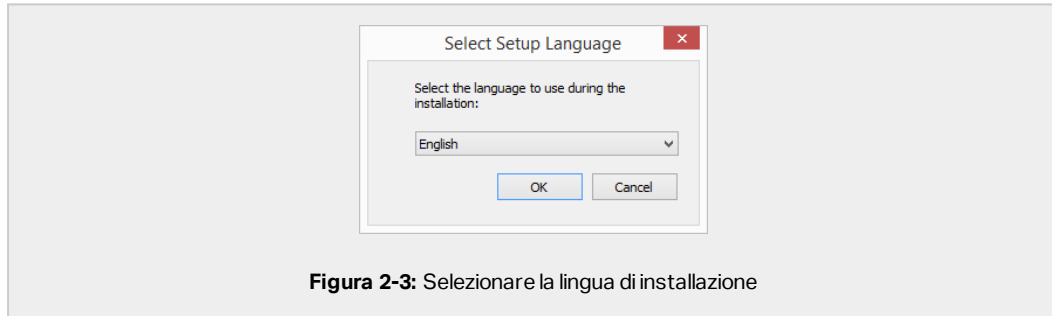 Select Setup Language
Select the language to use during the
installation:
English
OK
Cancel
Figura 2-3: Selezionare la lingua di installazione